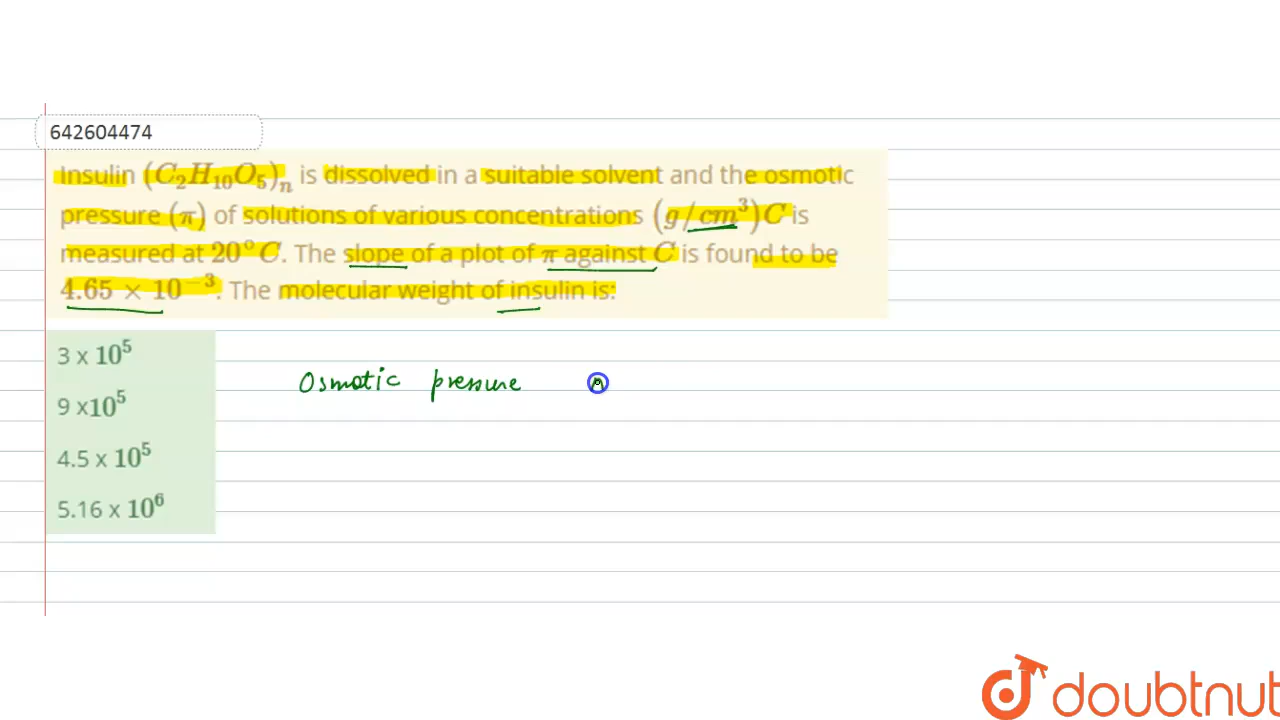 642604474
Insulin (C₂H₁₀O₅)ₙ is dissolved in a suitable solvent and the osmotic
pressure (π) of solutions of various concentrations (g/cm³)C is
measured at 20°C. The slope of a plot of π against C is found to be
4.65 × 10⁻³. The molecular weight of insulin is:
3 x 10⁵
9 x10⁵
4.5 x 10⁵
5.16 x 10⁶
Osmotic pressure
doubtnut